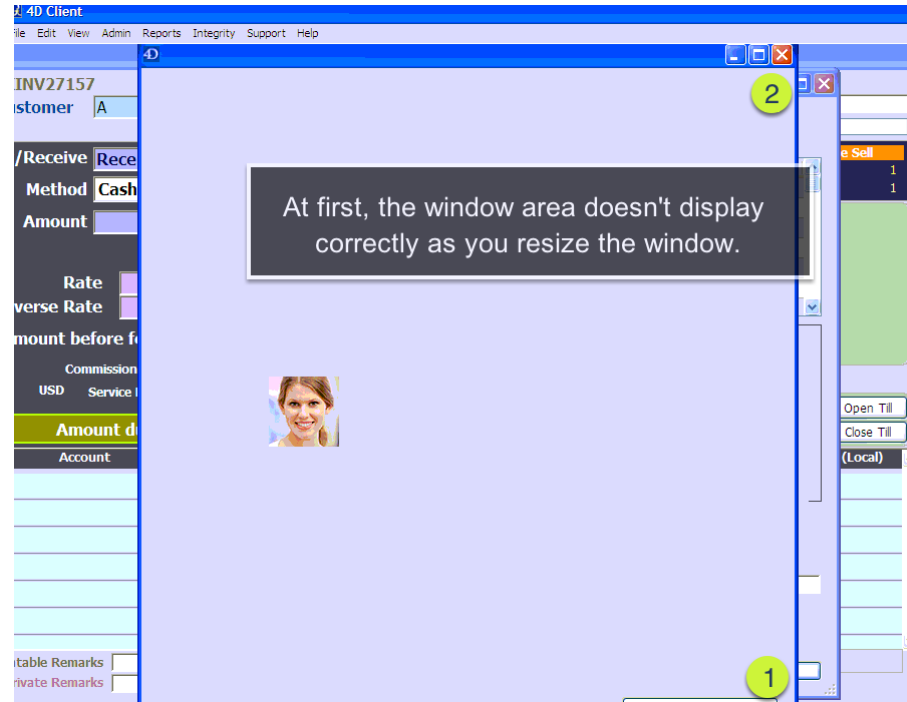 4D Client
File Edit View Admin Reports Integrity Support Help
4D
INV27157
2
ustomer A
e Sell
/Receive Rece
1
Method Cash
1
Amount
At first, the window area doesn't display
correctly as you resize the window.
Rate
verse Rate
mount before f
Commission
USD Service
Open Till
Amount d
Close Till
Account
(Local)
ntable Remarks
rivate Remarks
1